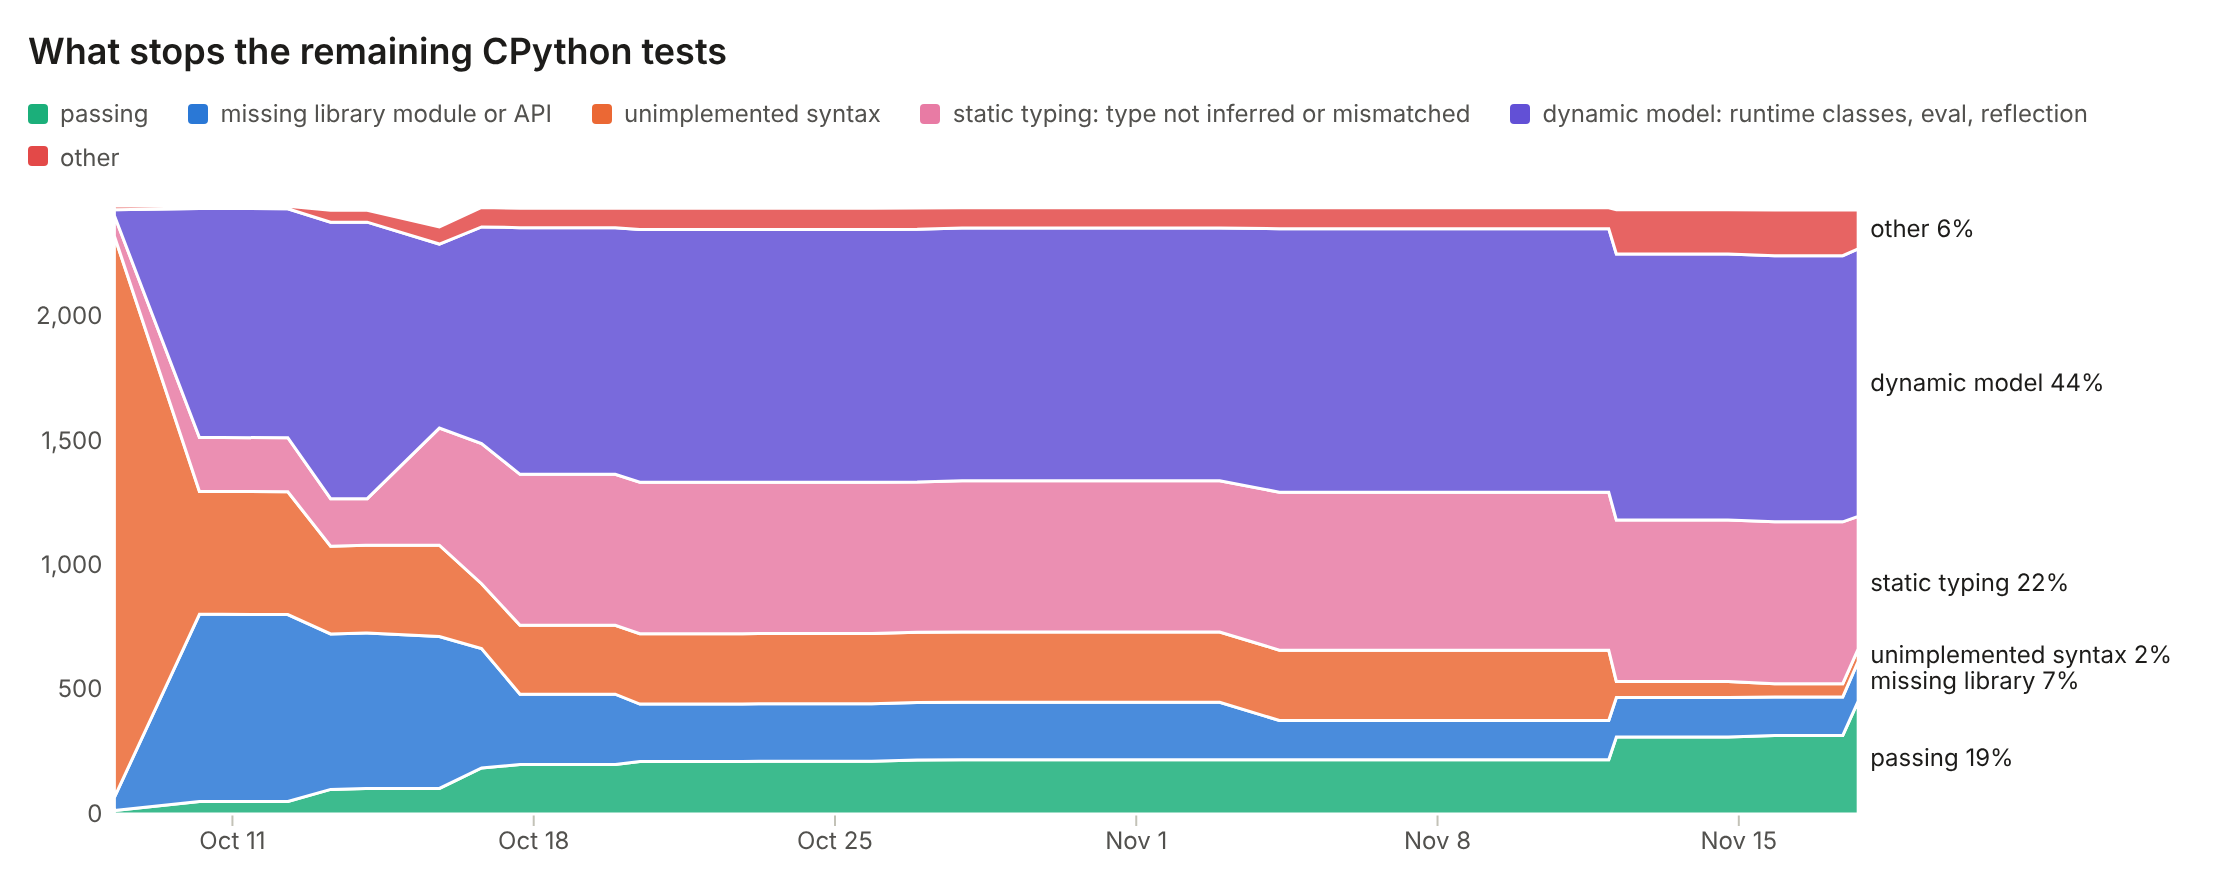 What stops the remaining CPython tests
passing
missing library module or API
unimplemented syntax
static typing: type not inferred or mismatched
dynamic model: runtime classes, eval, reflection
other
2,000
1,500
1,000
500
0
other 6%
dynamic model 44%
static typing 22%
unimplemented syntax 2%
missing library 7%
passing 19%
Oct 11
Oct 18
Oct 25
Nov 1
Nov 8
Nov 15